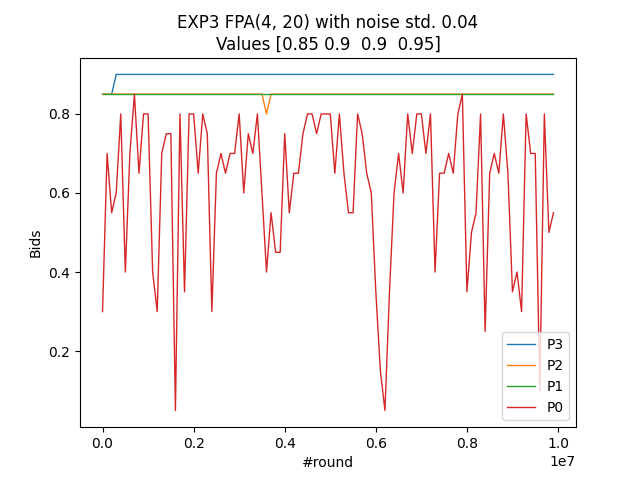 EXP3 FPA(4, 20) with noise std. 0.04
Values [0.85 0.9  0.9  0.95]
Bids
0.8
0.6
0.4
0.2
0.0 0.2 0.4 0.6 0.8 1.0
1e7
#round
P3
P2
P1
P0